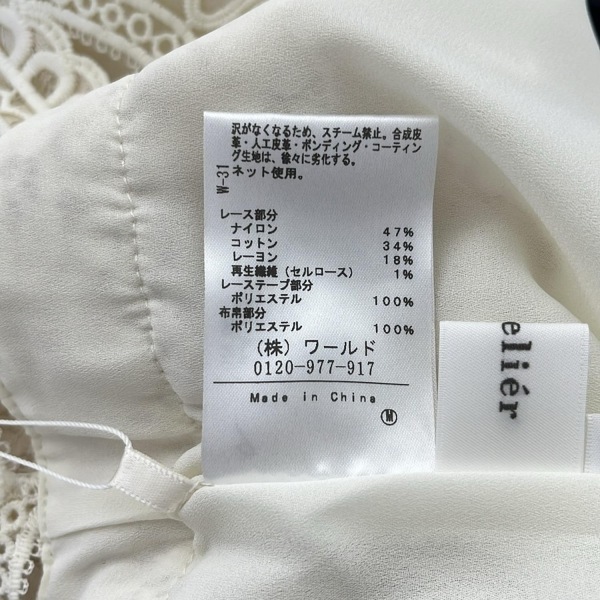 沢がなくなるため、スチーム禁止。合成皮
革・人工皮革・ボンディング・コーティン
グ生地は、徐々に劣化する。
ネット使用。
W-31
レース部分
ナイロン 47%
コットン 34%
レーヨン 18%
再生繊維（セルロース） 1%
レーステープ部分
ポリエステル 100%
布帛部分
ポリエステル 100%
（株）ワールド
0120-977-917
Made in China
M
eliér